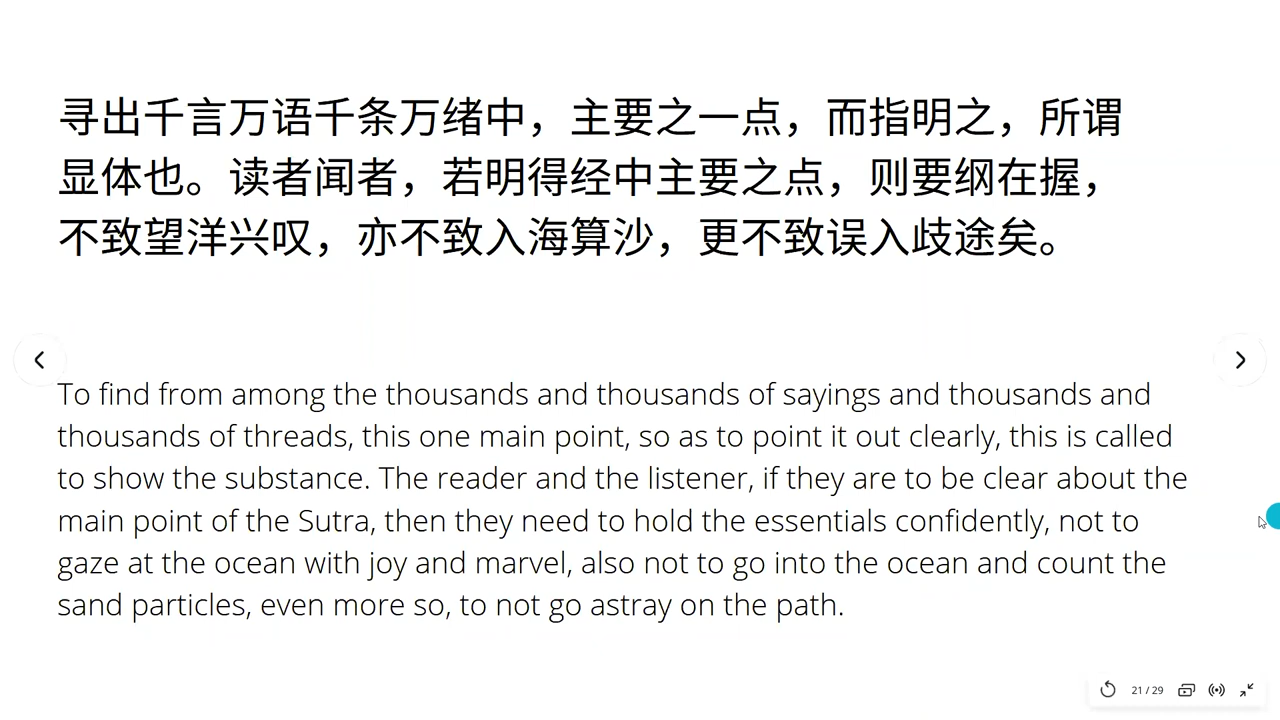 寻出千言万语千条万绪中，主要之一点，而指明之，所谓
显体也。读者闻者，若明得经中主要之点，则要纲在握，
不致望洋兴叹，亦不致入海算沙，更不致误入歧途矣。
To find from among the thousands and thousands of sayings and thousands and
thousands of threads, this one main point, so as to point it out clearly, this is called
to show the substance. The reader and the listener, if they are to be clear about the
main point of the Sutra, then they need to hold the essentials confidently, not to
gaze at the ocean with joy and marvel, also not to go into the ocean and count the
sand particles, even more so, to not go astray on the path.
21 / 29